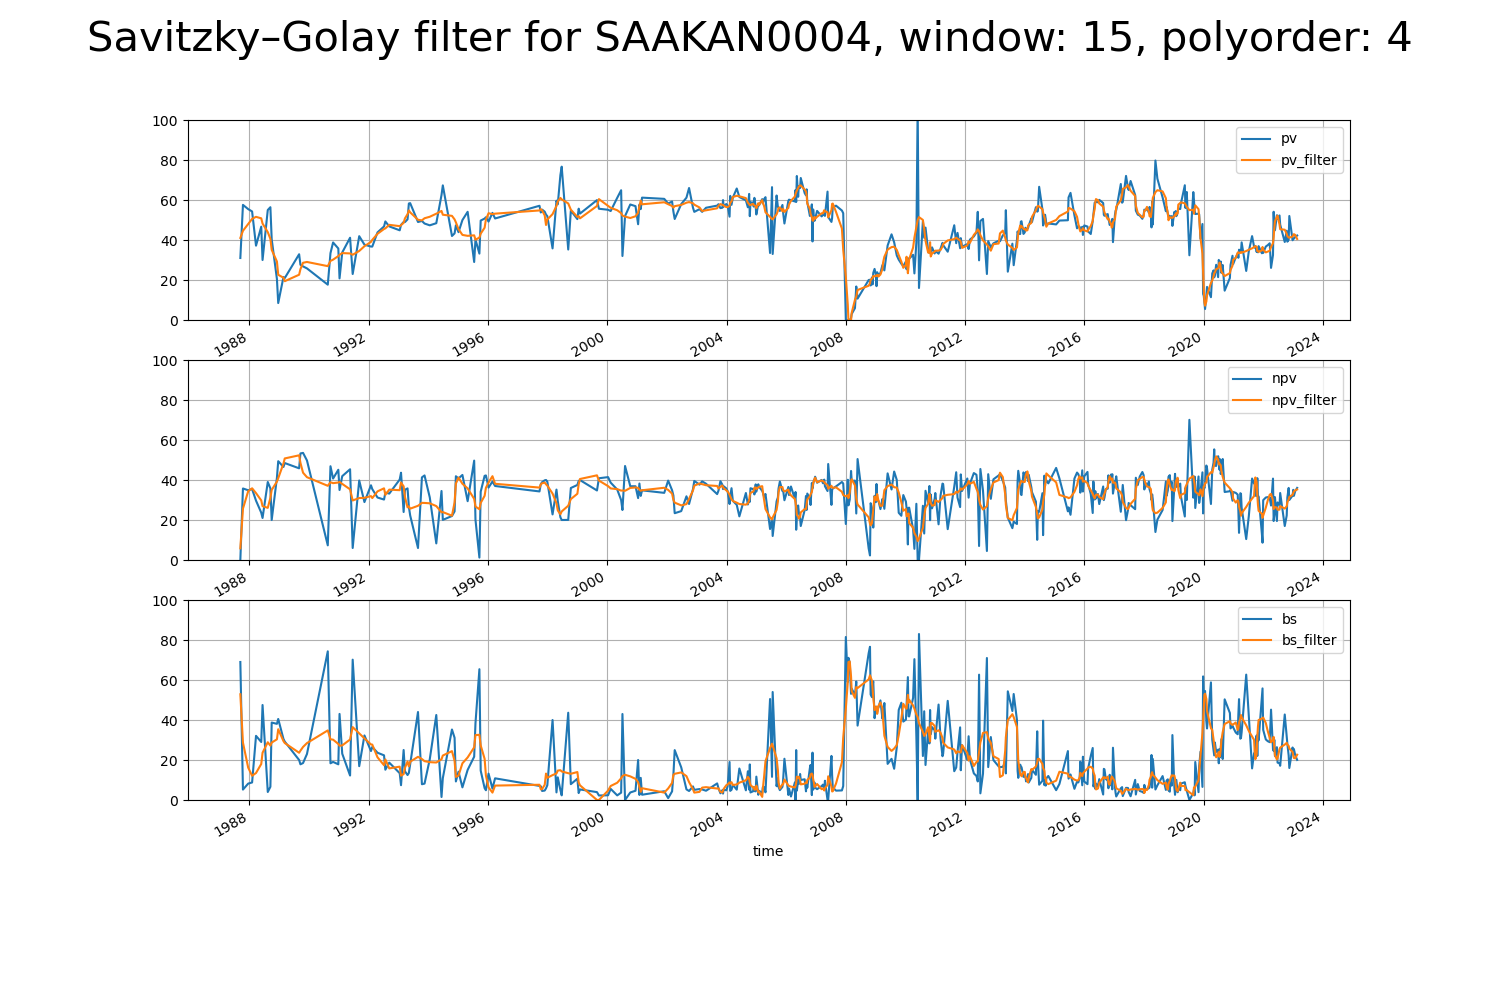 Savitzky–Golay filter for SAAKAN0004, window: 15, polyorder: 4
100
80
60
40
20
0
pv
pv_filter
1988 1992 1996 2000 2004 2008 2012 2016 2020 2024
100
80
60
40
20
0
npv
npv_filter
1988 1992 1996 2000 2004 2008 2012 2016 2020 2024
100
80
60
40
20
0
bs
bs_filter
1988 1992 1996 2000 2004 2008 2012 2016 2020 2024
time